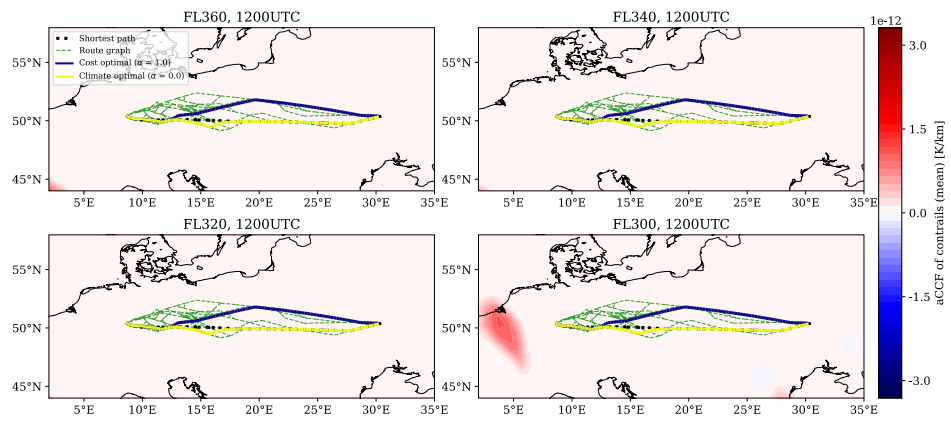 FL360, 1200UTC
Shortest path
Route graph
Cost optimal (α = 1.0)
Climate optimal (α = 0.0)
55°N
50°N
45°N
5°E 10°E 15°E 20°E 25°E 30°E 35°E
FL340, 1200UTC
55°N
50°N
45°N
5°E 10°E 15°E 20°E 25°E 30°E 35°E
FL320, 1200UTC
55°N
50°N
45°N
5°E 10°E 15°E 20°E 25°E 30°E 35°E
FL300, 1200UTC
55°N
50°N
45°N
5°E 10°E 15°E 20°E 25°E 30°E 35°E
1e-12
3.0
1.5
0.0
-1.5
-3.0
aCCF of contrails (mean) [K/km]